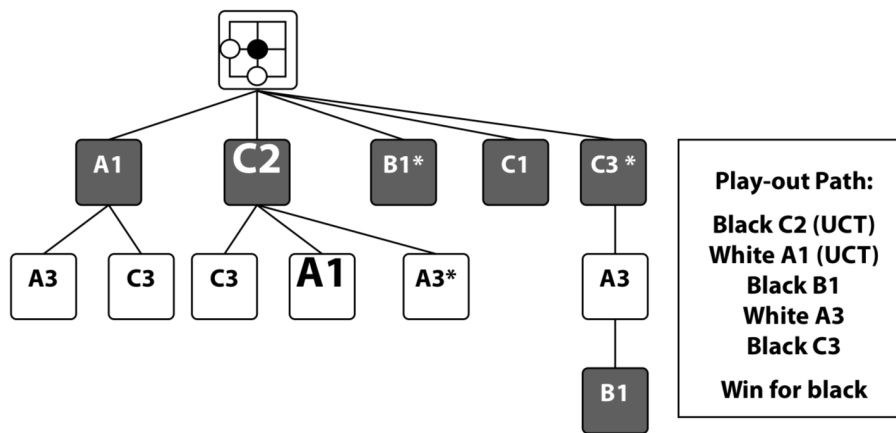 A1
C2
B1*
C1
C3 *
A3
C3
C3
A1
A3*
A3
B1
Play-out Path:
Black C2 (UCT)
White A1 (UCT)
Black B1
White A3
Black C3
Win for black